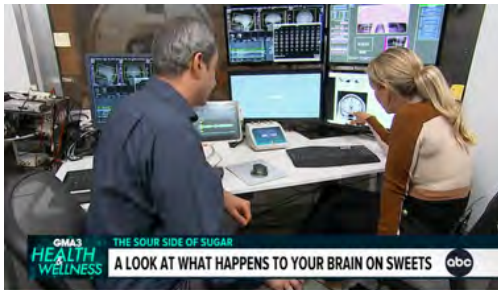 GMA3
HEALTH
&
WELLNESS
THE SOUR SIDE OF SUGAR
A LOOK AT WHAT HAPPENS TO YOUR BRAIN ON SWEETS
abc